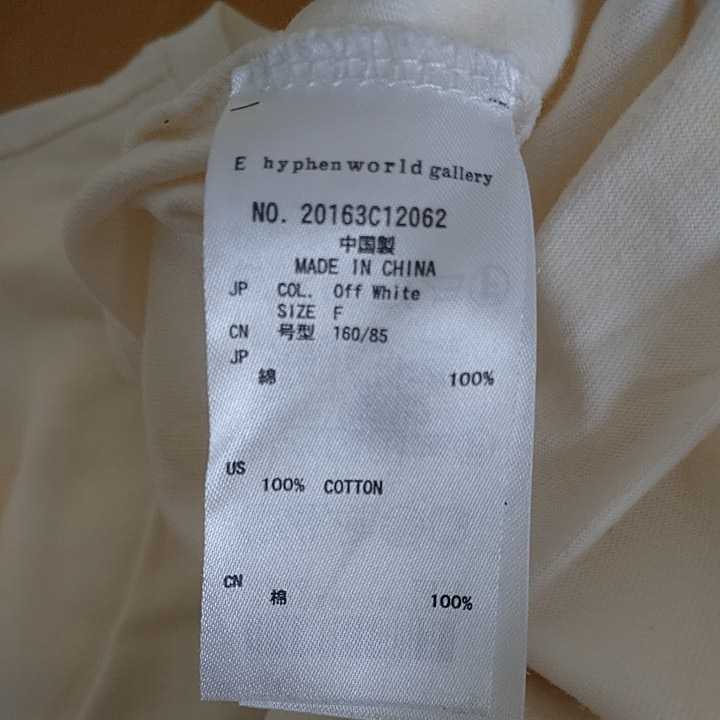 E hyphen world gallery
NO. 20163C12062
中国製
MADE IN CHINA
JP COL. Off White
SIZE F
CN 号型 160/85
JP
綿 100%
US
100% COTTON
CN
棉 100%